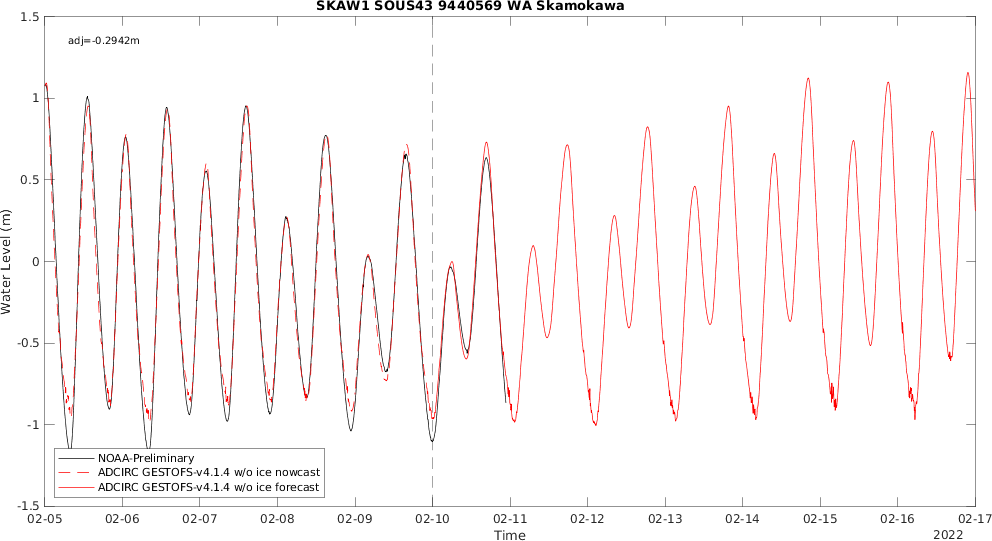 SKAW1 SOUS43 9440569 WA Skamokawa
adj=-0.2942m
Water Level (m)
1.5
1
0.5
0
-0.5
-1
-1.5
NOAA-Preliminary
ADCIRC GESTOFS-v4.1.4 w/o ice nowcast
ADCIRC GESTOFS-v4.1.4 w/o ice forecast
02-05 02-06 02-07 02-08 02-09 02-10 02-11 02-12 02-13 02-14 02-15 02-16 02-17
Time
2022